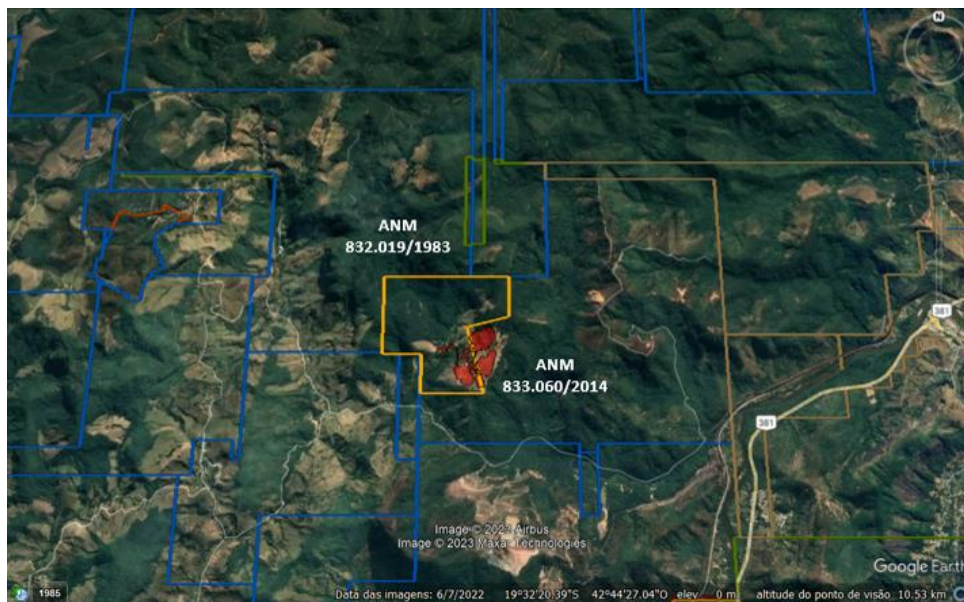 N
ANM
832.019/1983
381
ANM
833.060/2014
381
Image © 2023 Airbus
Image © 2023 Maxar Technologies
Google Earth
1985
Data das imagens: 6/7/2022 19°32'20.39"S 42°44'27.04"O elev 0 m altitude do ponto de visão 10.53 km